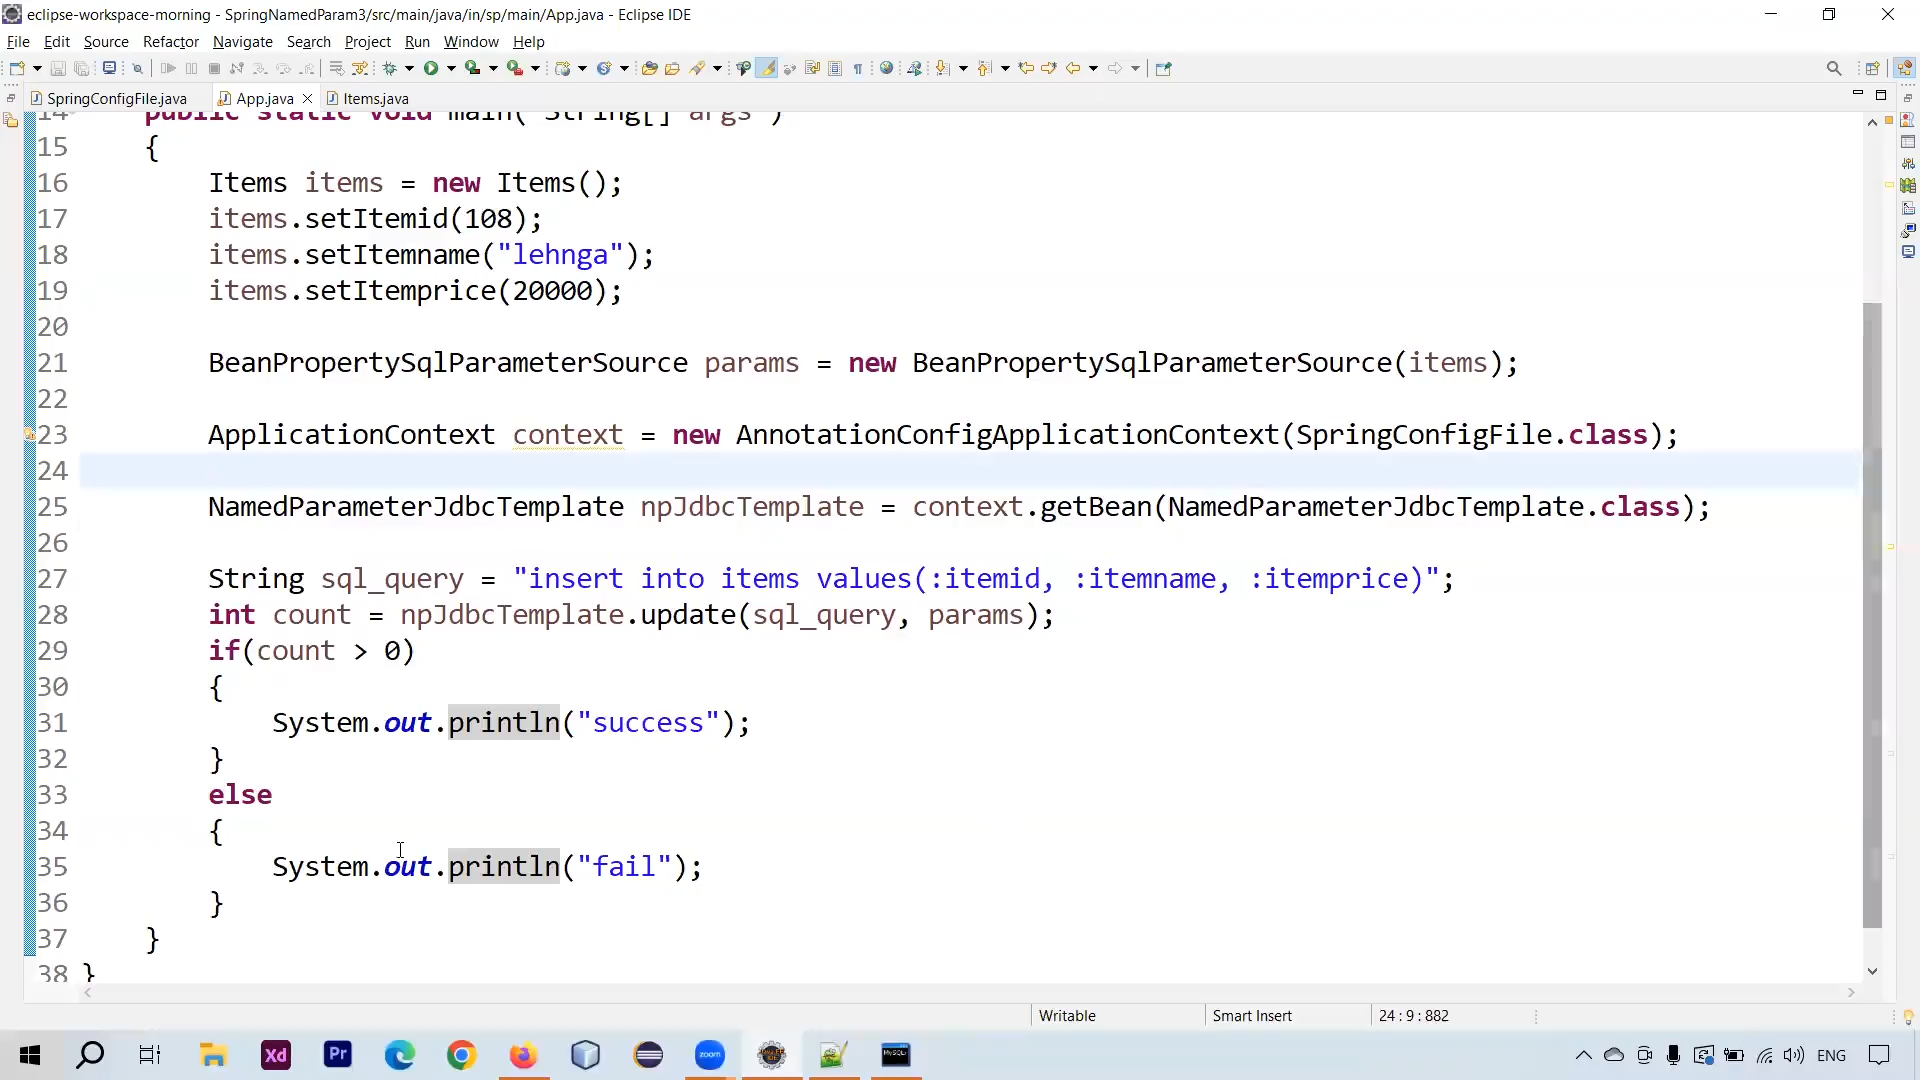 eclipse-workspace-morning - SpringNamedParam3/src/main/java/in/sp/main/App.java - Eclipse IDE
File Edit Source Refactor Navigate Search Project Run Window Help
SpringConfigFile.java App.java Items.java
14 public static void main( String[] args )
15 {
16 Items items = new Items();
17 items.setItemid(108);
18 items.setItemname("lehnga");
19 items.setItemprice(20000);
20
21 BeanPropertySqlParameterSource params = new BeanPropertySqlParameterSource(items);
22
23 ApplicationContext context = new AnnotationConfigApplicationContext(SpringConfigFile.class);
24
25 NamedParameterJdbcTemplate npJdbcTemplate = context.getBean(NamedParameterJdbcTemplate.class);
26
27 String sql_query = "insert into items values(:itemid, :itemname, :itemprice)";
28 int count = npJdbcTemplate.update(sql_query, params);
29 if(count > 0)
30 {
31 System.out.println("success");
32 }
33 else
34 {
35 System.out.println("fail");
36 }
37 }
38 }
Writable Smart Insert 24 : 9 : 882
Xd Pr zoom MySQL ENG